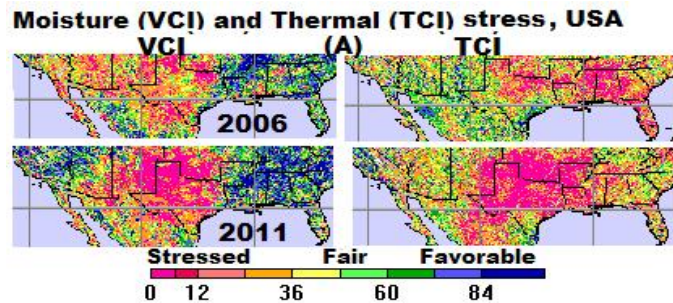 Moisture (VCI) and Thermal (TCI) stress, USA
VCI (A) TCI
2006
2011
Stressed Fair Favorable
0 12 36 60 84